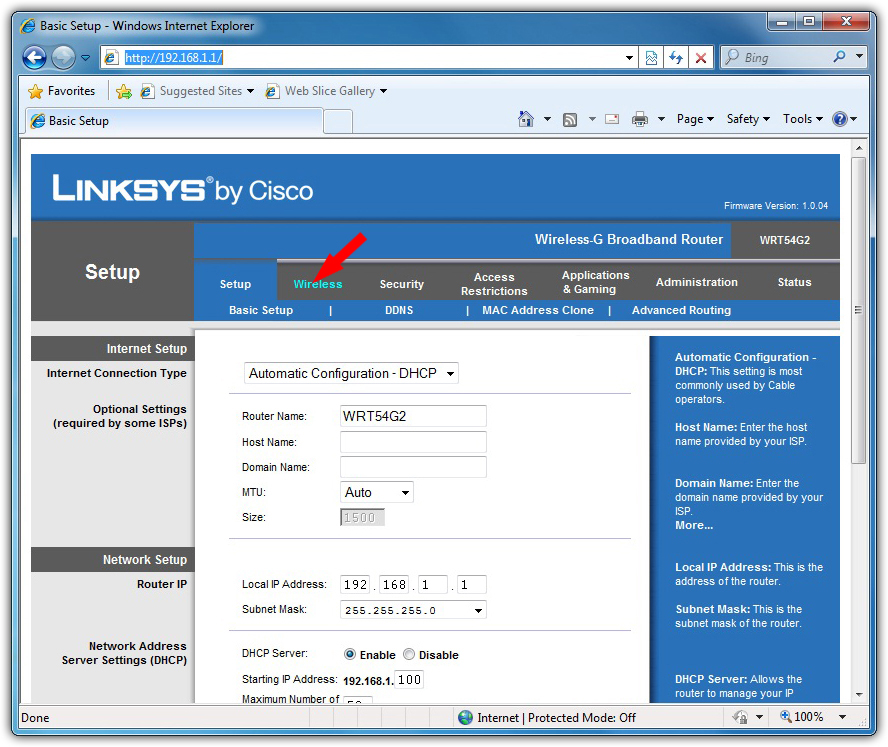 Basic Setup - Windows Internet Explorer
http://192.168.1.1/
Bing
Favorites Suggested Sites Web Slice Gallery
Basic Setup
Page Safety Tools
LINKSYS® by Cisco
Firmware Version: 1.0.04
Wireless-G Broadband Router WRT54G2
Setup
Setup Wireless Security Access Restrictions Applications & Gaming Administration Status
Basic Setup | DDNS | MAC Address Clone | Advanced Routing
Internet Setup
Internet Connection Type
Automatic Configuration - DHCP
Optional Settings
(required by some ISPs)
Router Name: WRT54G2
Host Name:
Domain Name:
MTU: Auto
Size: 1500
Network Setup
Router IP
Local IP Address: 192 . 168 . 1 . 1
Subnet Mask: 255.255.255.0
Network Address
Server Settings (DHCP)
DHCP Server: Enable Disable
Starting IP Address: 192.168.1. 100
Maximum Number of
Automatic Configuration -
DHCP: This setting is most
commonly used by Cable
operators.
Host Name: Enter the host
name provided by your ISP.
Domain Name: Enter the
domain name provided by your
ISP.
More...
Local IP Address: This is the
address of the router.
Subnet Mask: This is the
subnet mask of the router.
DHCP Server: Allows the
router to manage your IP
Done
Internet | Protected Mode: Off
100%